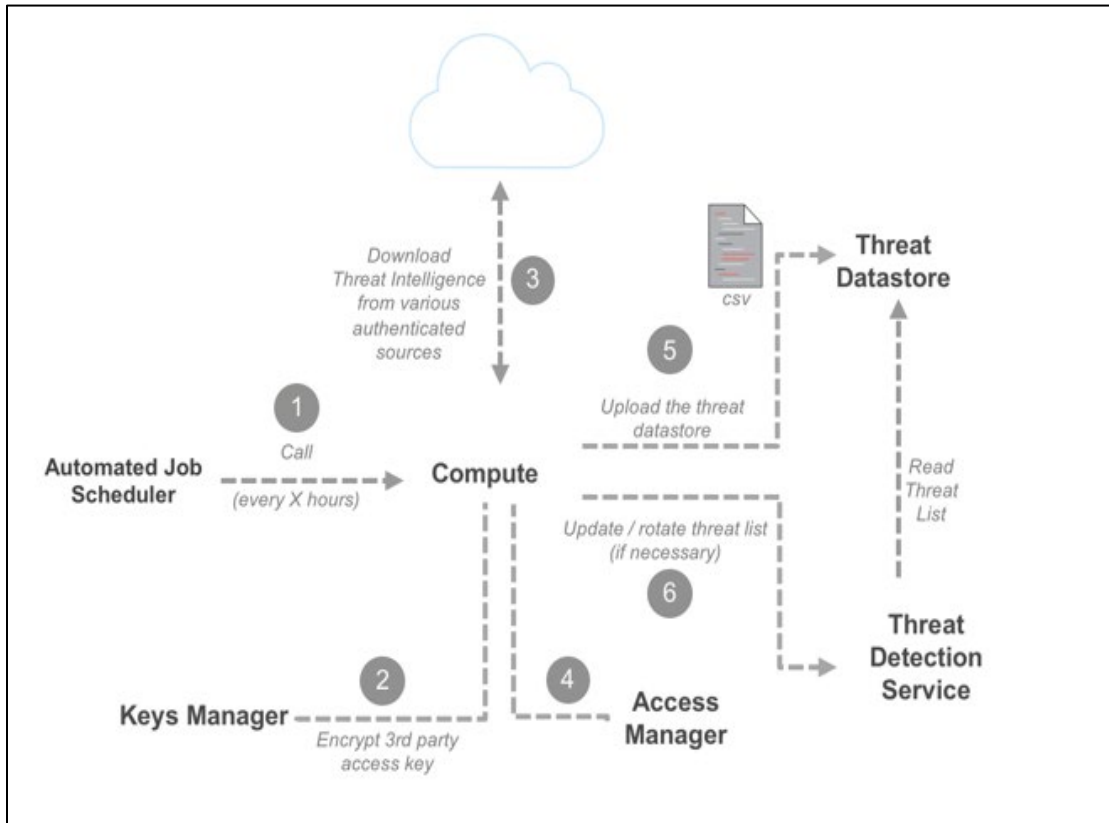 Download
Threat Intelligence
from various
authenticated
sources
3
csv
Threat
Datastore
5
Upload the threat
datastore
1
Call
Automated Job
Scheduler
(every X hours)
Compute
Read
Threat
List
Update / rotate threat list
(if necessary)
6
Threat
Detection
Service
2
Keys Manager
Encrypt 3rd party
access key
4
Access
Manager